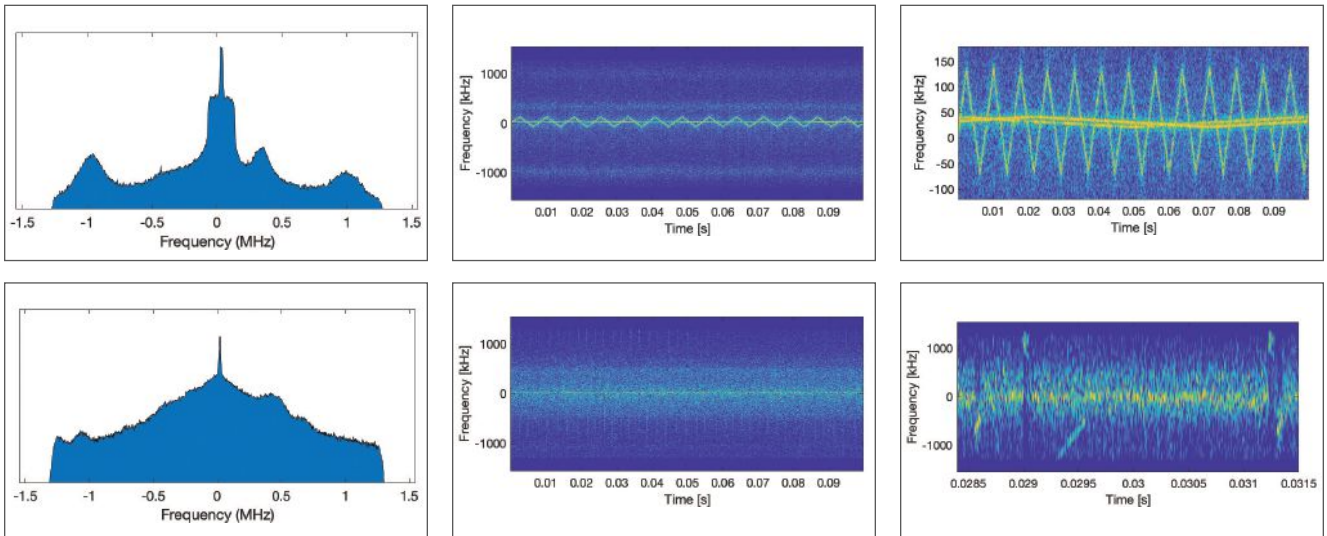 -1.5 -1 -0.5 0 0.5 1 1.5
Frequency (MHz)
Frequency [kHz]
1000
0
-1000
0.01 0.02 0.03 0.04 0.05 0.06 0.07 0.08 0.09
Time [s]
Frequency [kHz]
150
100
50
0
-50
-100
0.01 0.02 0.03 0.04 0.05 0.06 0.07 0.08 0.09
Time [s]
-1.5 -1 -0.5 0 0.5 1 1.5
Frequency (MHz)
Frequency [kHz]
1000
0
-1000
0.01 0.02 0.03 0.04 0.05 0.06 0.07 0.08 0.09
Time [s]
Frequency [kHz]
1000
0
-1000
0.0285 0.029 0.0295 0.03 0.0305 0.031 0.0315
Time [s]